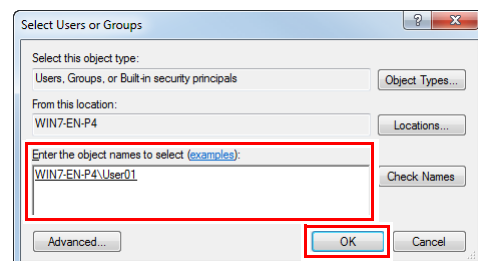 Select Users or Groups
Select this object type:
Users, Groups, or Built-in security principals
Object Types...
From this location:
WIN7-EN-P4
Locations...
Enter the object names to select (examples):
WIN7-EN-P4\User01
Check Names
Advanced...
OK
Cancel